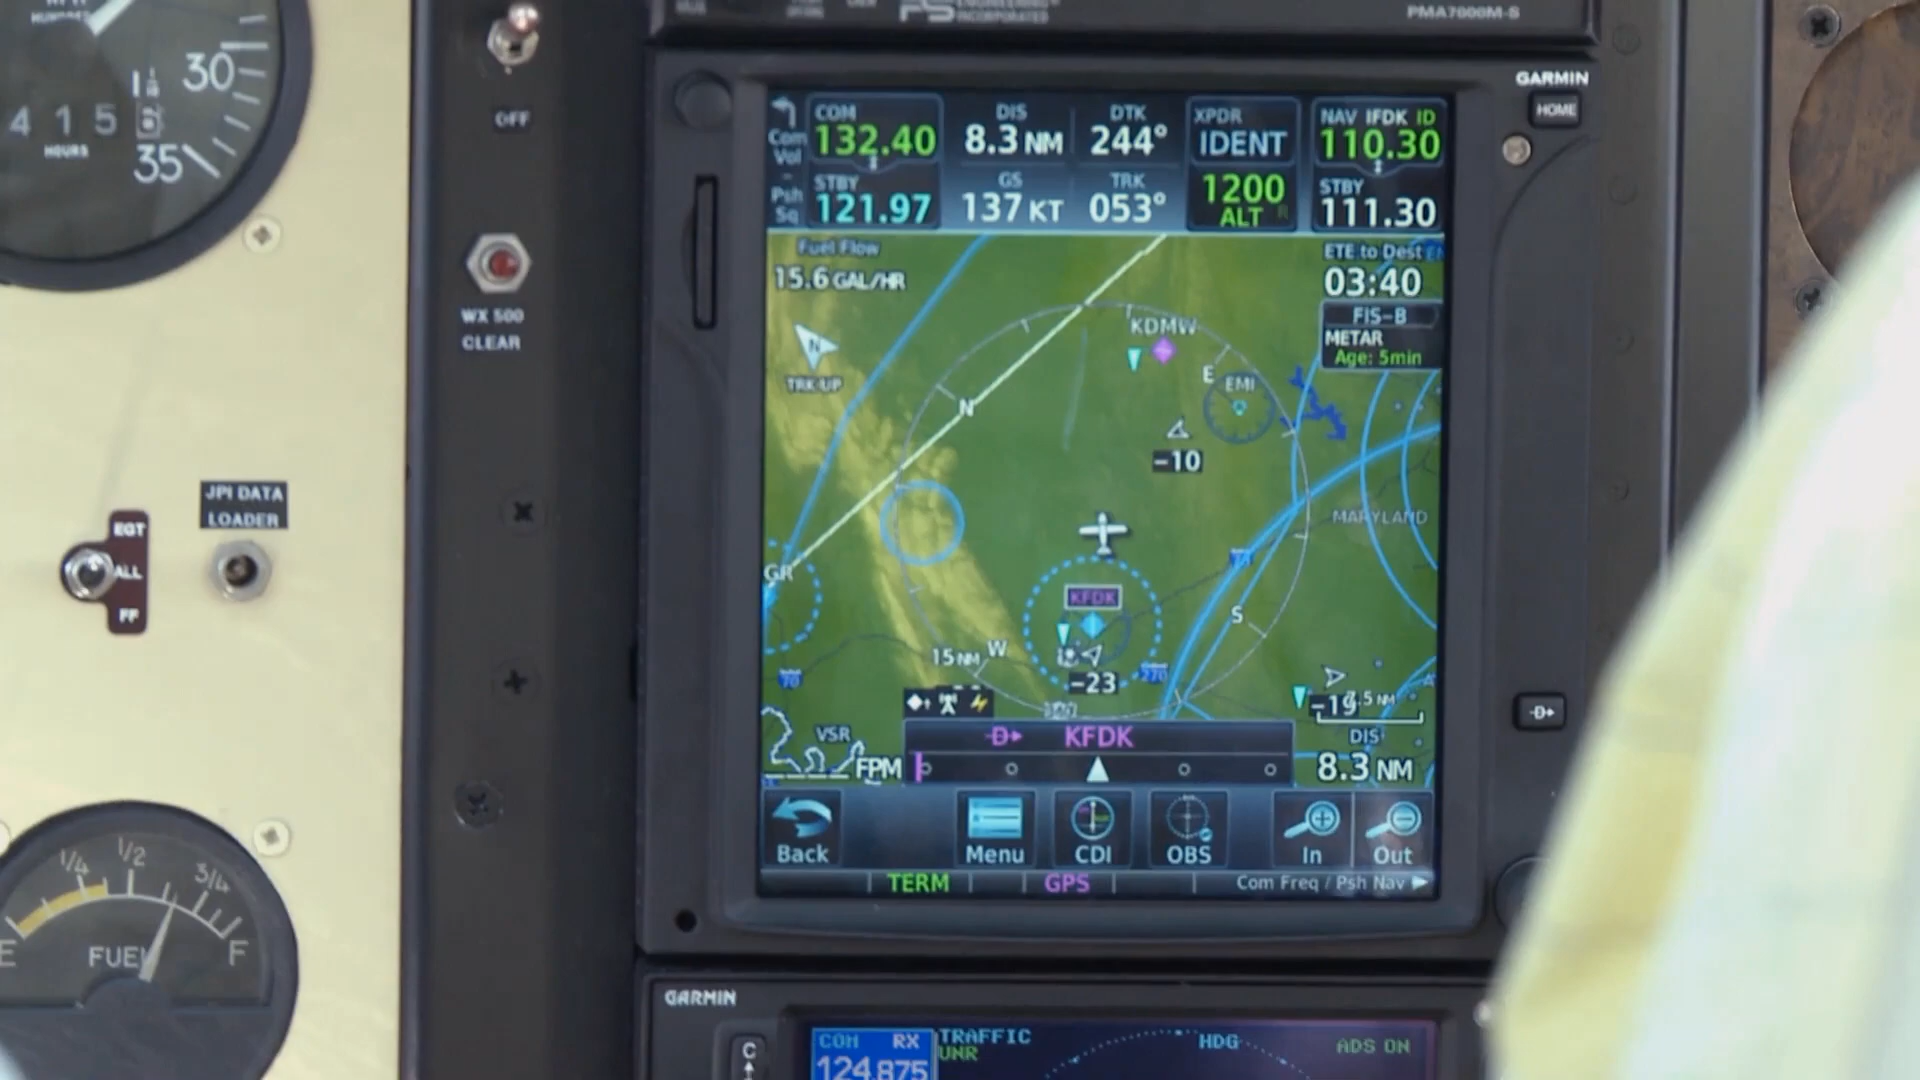 PS ENGINEERING
INCORPORATED
PMA7000M-S
30
35
4 1 5
HOURS
OFF
WX 500
CLEAR
JPI DATA
LOADER
EGT
ALL
FF
1/4 1/2 3/4
E FUEL F
GARMIN
HOME
Com
Vol
Psh
Sq
COM
132.40
STBY
121.97
DIS
8.3 NM
DTK
244°
GS
137 KT
TRK
053°
XPDR
IDENT
1200
ALT R
NAV IFDK ID
110.30
STBY
111.30
Fuel Flow
15.6 GAL/HR
ETE to Dest
03:40
FIS-B
METAR
Age: 5min
N
TRK UP
KDMW
E
EMI
N
-10
MARYLAND
GR
KFDK
S
15 NM
W
70
270
-23
-19
7.5 NM
VSR
FPM
D KFDK
DIS
8.3 NM
D
Back
Menu
CDI
OBS
In
Out
TERM
GPS
Com Freq / Psh Nav
GARMIN
C
COM RX
124.875
TRAFFIC
UNR
HDG
ADS ON